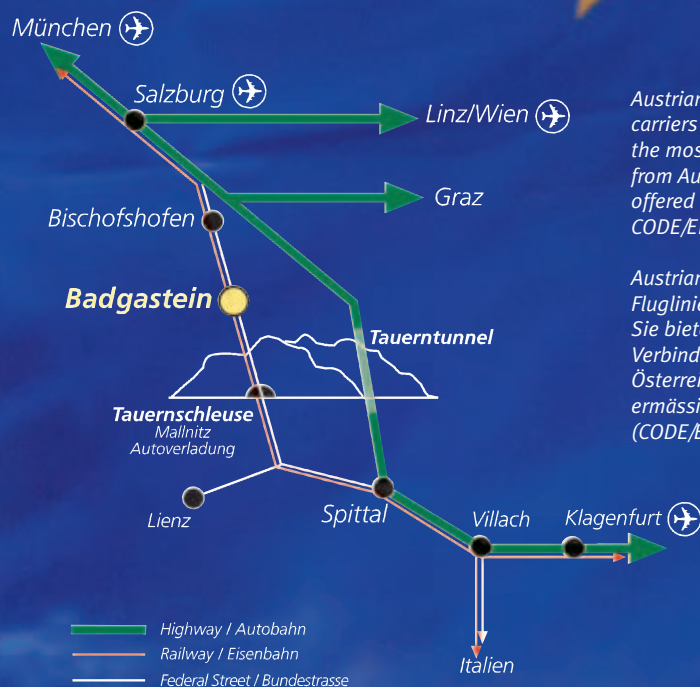 München
Salzburg
Linz/Wien
Graz
Bischofshofen
Badgastein
Tauerntunnel
Tauernschleuse
Mallnitz
Autoverladung
Lienz
Spittal
Villach
Klagenfurt
Italien
Highway / Autobahn
Railway / Eisenbahn
Federal Street / Bundestrasse
Austrian
carriers
the most
from Au
offered
CODE/E
Austrian
Fluglinie
Sie biet
Verbind
Österrei
ermässi
(CODE/E